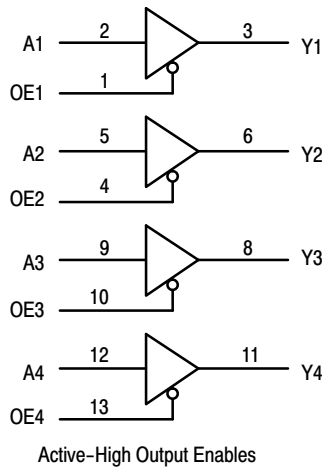 A1 2 3 Y1
OE1 1
A2 5 6 Y2
OE2 4
A3 9 8 Y3
OE3 10
A4 12 11 Y4
OE4 13
Active–High Output Enables